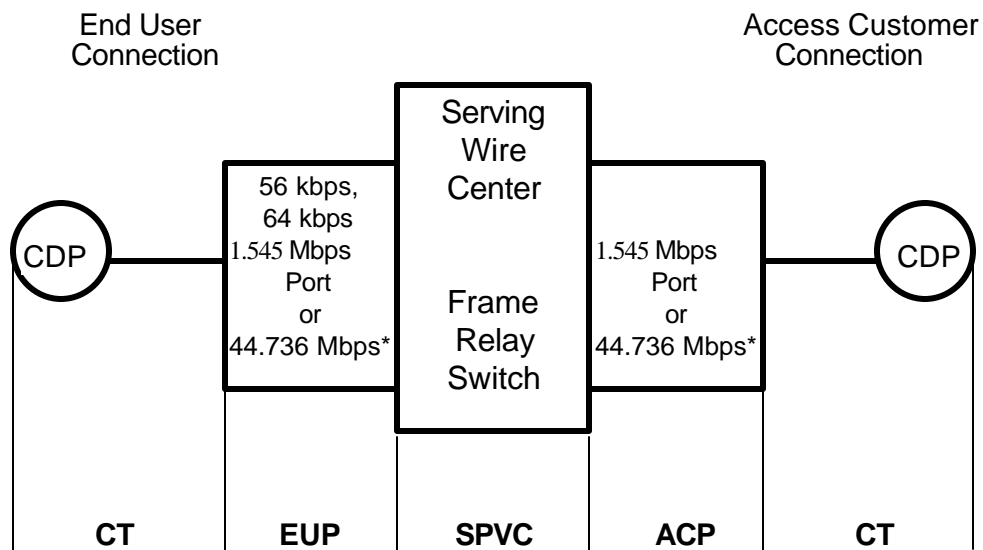 End User
Connection
Access Customer
Connection
Serving
Wire
Center
Frame
Relay
Switch
CDP
56 kbps,
64 kbps
1.545 Mbps
Port
or
44.736 Mbps*
1.545 Mbps
Port
or
44.736 Mbps*
CDP
CT
EUP
SPVC
ACP
CT